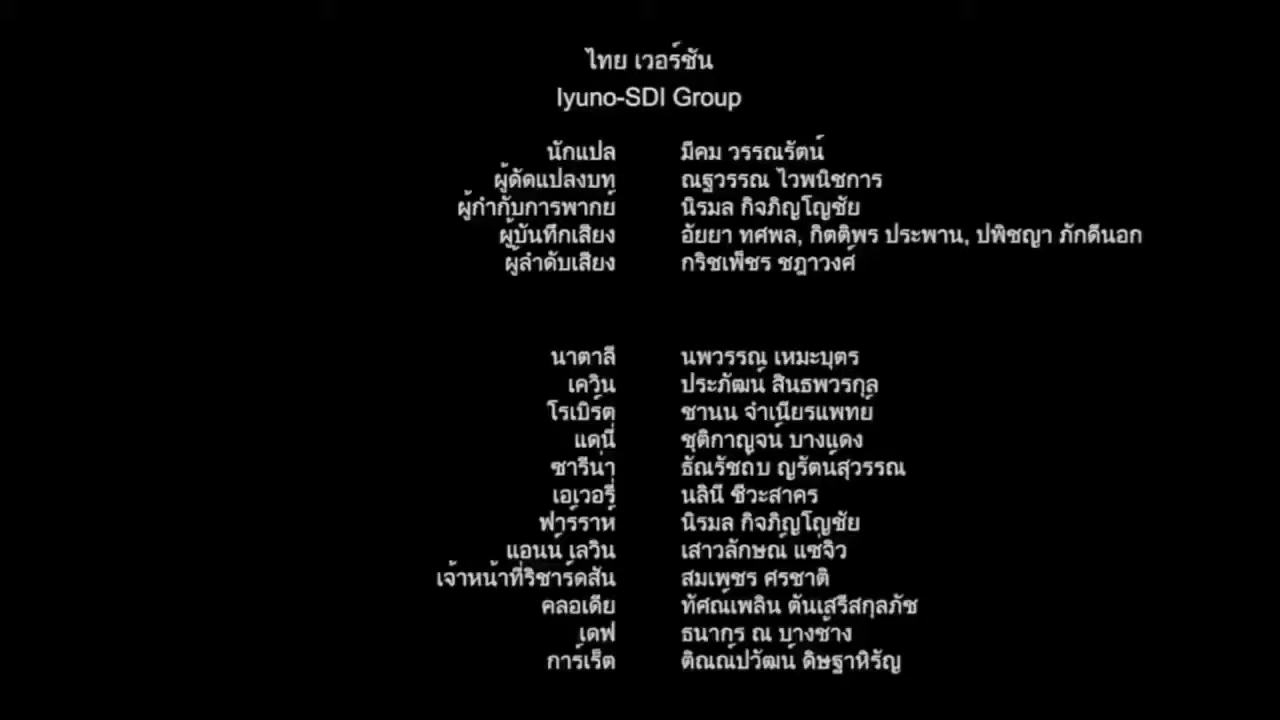 ไทย เวอร์ชัน
Iyuno-SDI Group
นักแปล มีคม วรรณรัตน์
ผู้ดัดแปลงบท ณฐวรรณ ไวพนิชการ
ผู้กำกับการพากย์ นิรมล กิจภิญโญชัย
ผู้บันทึกเสียง อัยยา ทศพล, กิตติพร ประพาน, ปพิชญา ภักดีนอก
ผู้ลำดับเสียง กริชเพ็ชร ชฎาวงศ์
นาตาลี นพวรรณ เหมะบุตร
เควิน ประภัฒน์ สินธพวรกุล
โรเบิร์ต ชานน จำเนียรแพทย์
แดนี่ ชุติกาญจน์ บางแดง
ซารีน่า ธัณรัชถ์บ ญรัตน์สุวรรณ
เอเวอรี่ นลินี ชีวะสาคร
ฟาร์ราห์ นิรมล กิจภิญโญชัย
แอนน์ เลวิน เสาวลักษณ์ แซ่จิว
เจ้าหน้าที่ริชาร์ดสัน สมเพชร ศรชาติ
คลอเดีย ทัศณ์เพลิน ตันเสรีสกุลภัช
เดฟ ธนากร ณ บางช้าง
การ์เร็ต ติณณ์ปวัฒน์ ดิษฐาหิรัญ